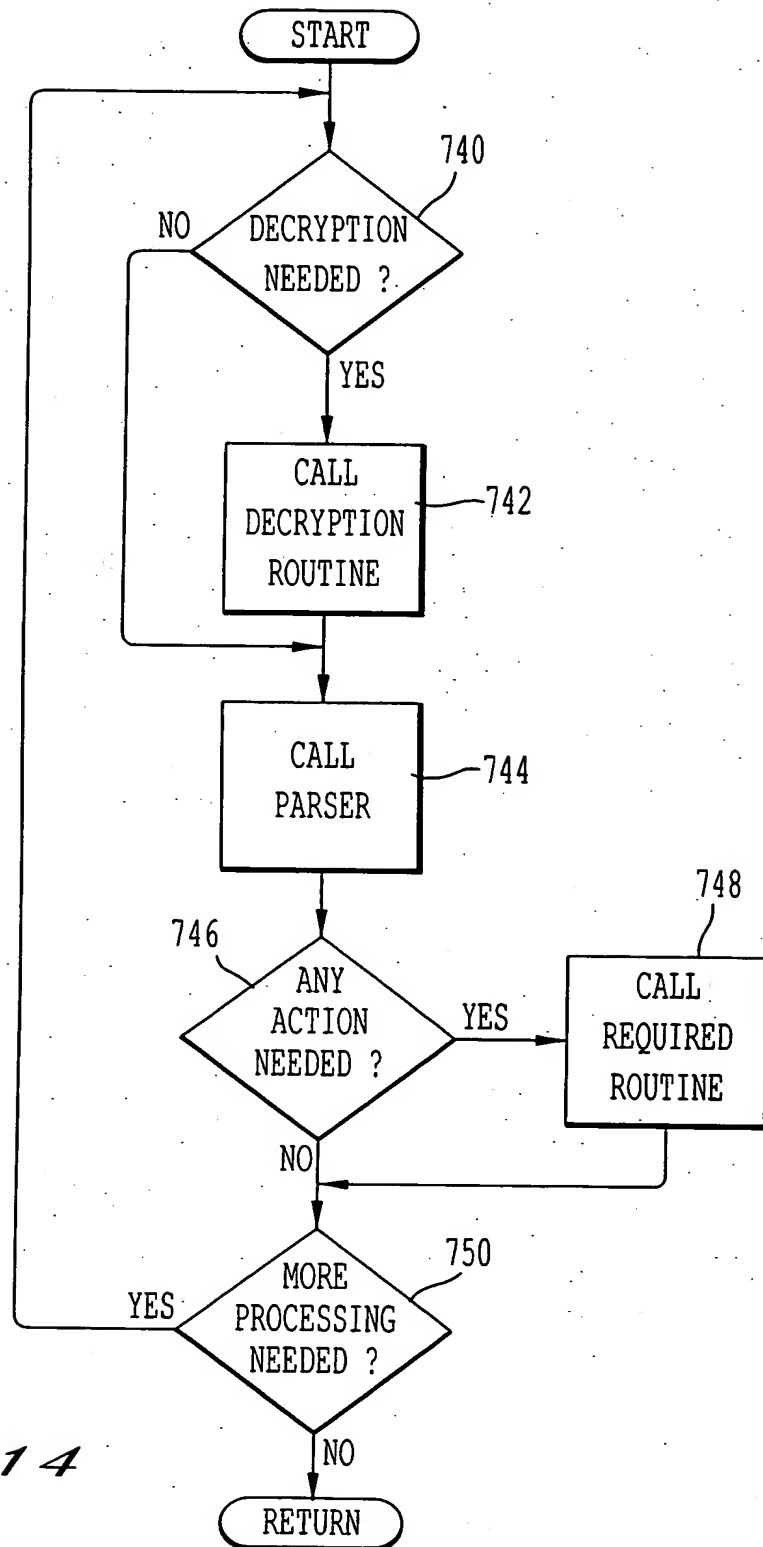 START
740
NO
DECRYPTION
NEEDED ?
YES
CALL
DECRYPTION
ROUTINE
742
CALL
PARSER
744
746
748
ANY
ACTION
NEEDED ?
YES
CALL
REQUIRED
ROUTINE
NO
750
MORE
PROCESSING
NEEDED ?
YES
14
NO
RETURN